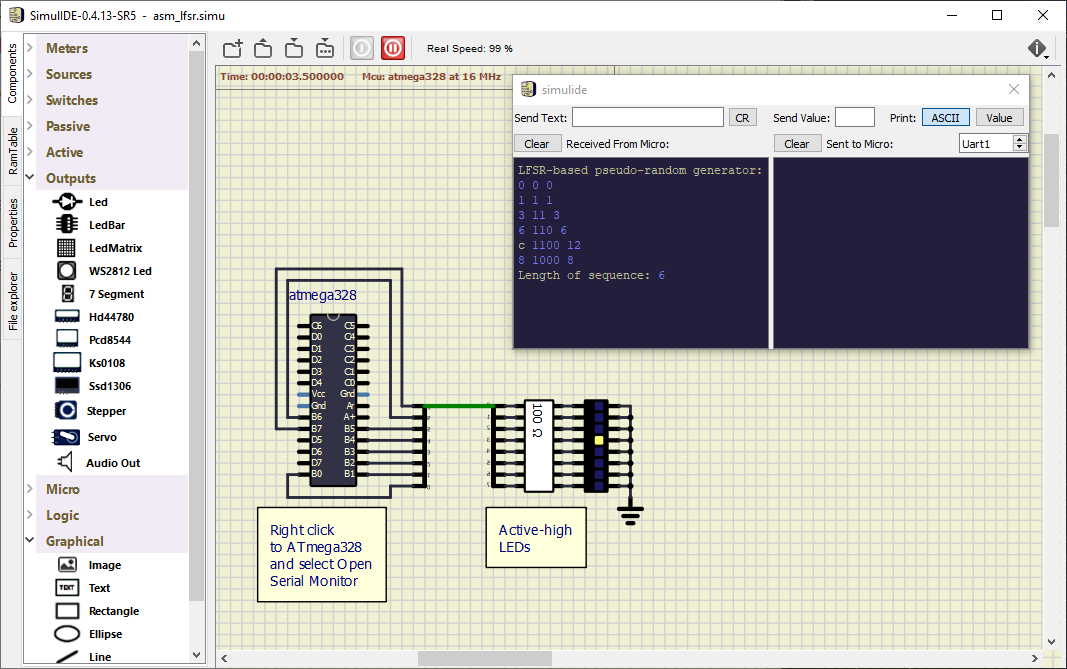 SimulIDE-0.4.13-SR5 - asm_lfsr.simu
Components
RamTable
Properties
File explorer
Meters
Sources
Switches
Passive
Active
Outputs
Led
LedBar
LedMatrix
WS2812 Led
7 Segment
Hd44780
Pcd8544
Ks0108
Ssd1306
Stepper
Servo
Audio Out
Micro
Logic
Graphical
Image
TEXT Text
Rectangle
Ellipse
Line
Real Speed: 99 %
Time: 00:00:03.500000 Mcu: atmega328 at 16 MHz
simulide
Send Text: CR Send Value: Print: ASCII Value
Clear Received From Micro: Clear Sent to Micro: Uart1
LFSR-based pseudo-random generator:
0 0 0
1 1 1
3 11 3
6 110 6
c 1100 12
8 1000 8
Length of sequence: 6
atmega328
C6 C5
D0 C4
D1 C3
D2 C2
D3 C1
D4 C0
Vcc Gnd
Gnd Ar
B6 A+
B7 B5
D5 B4
D6 B3
D7 B2
B0 B1
100 Ω
Right click
to ATmega328
and select Open
Serial Monitor
Active-high
LEDs